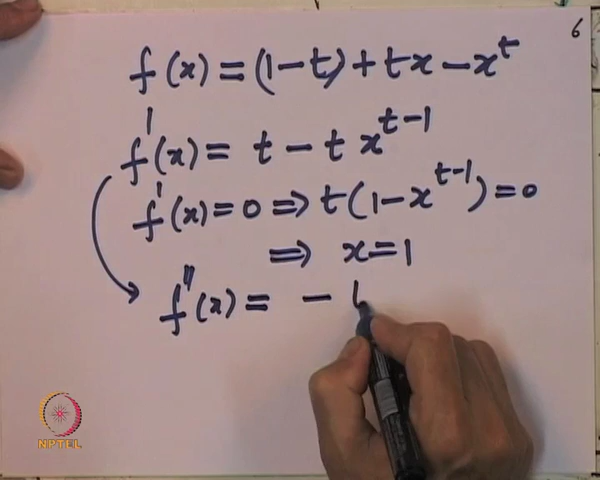 6
f(x) = (1-t) + tx - x^t
f'(x) = t - t x^{t-1}
f'(x) = 0 ⇒ t(1-x^{t-1}) = 0
⇒ x = 1
f''(x) = -
NPTEL